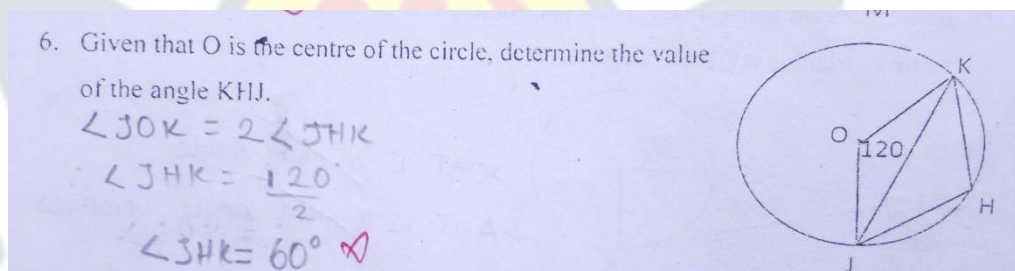 6. Given that O is the centre of the circle, determine the value
of the angle KHJ.
∠JOK = 2∠JHK
∠JHK = 120°
2
∠JHK = 60°
K
O
120
H
J